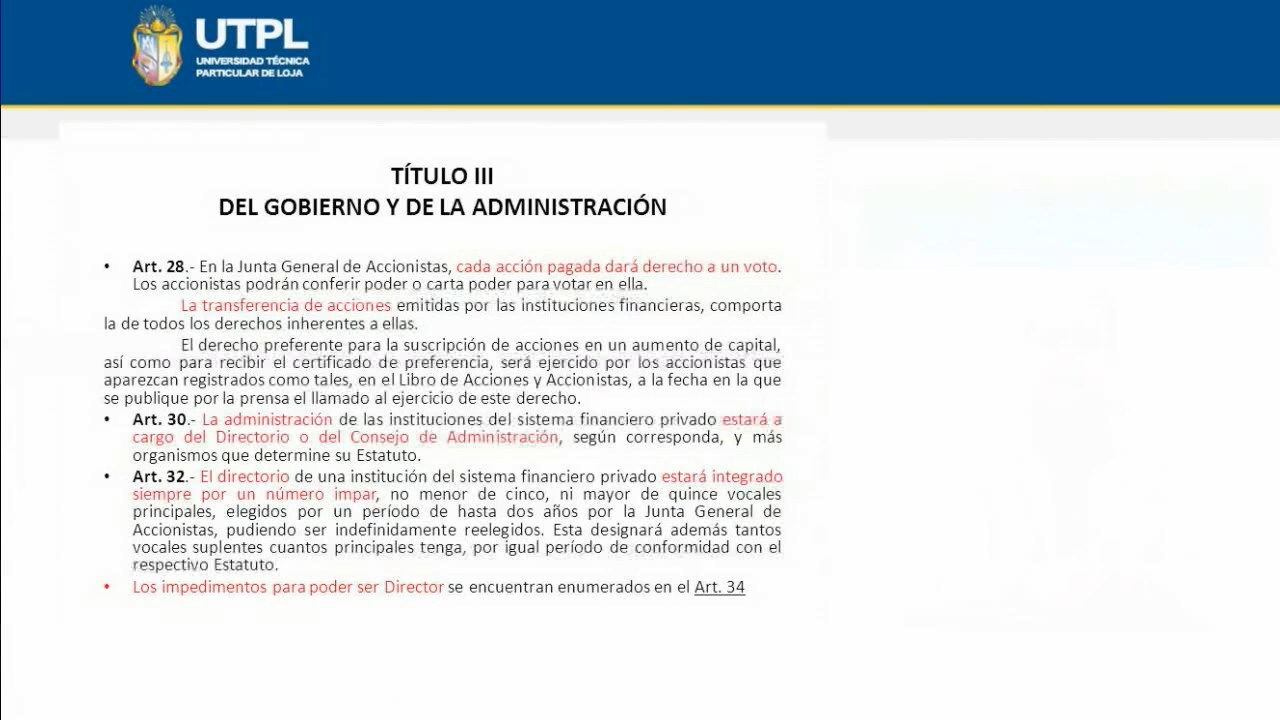 UTPL
UNIVERSIDAD TÉCNICA
PARTICULAR DE LOJA
TÍTULO III
DEL GOBIERNO Y DE LA ADMINISTRACIÓN
• Art. 28.- En la Junta General de Accionistas, cada acción pagada dará derecho a un voto.
Los accionistas podrán conferir poder o carta poder para votar en ella.
La transferencia de acciones emitidas por las instituciones financieras, comporta
la de todos los derechos inherentes a ellas.
El derecho preferente para la suscripción de acciones en un aumento de capital,
así como para recibir el certificado de preferencia, será ejercido por los accionistas que
aparezcan registrados como tales, en el Libro de Acciones y Accionistas, a la fecha en la que
se publique por la prensa el llamado al ejercicio de este derecho.
• Art. 30.- La administración de las instituciones del sistema financiero privado estará a
cargo del Directorio o del Consejo de Administración, según corresponda, y más
organismos que determine su Estatuto.
• Art. 32.- El directorio de una institución del sistema financiero privado estará integrado
siempre por un número impar, no menor de cinco, ni mayor de quince vocales
principales, elegidos por un período de hasta dos años por la Junta General de
Accionistas, pudiendo ser indefinidamente reelegidos. Esta designará además tantos
vocales suplentes cuantos principales tenga, por igual período de conformidad con el
respectivo Estatuto.
• Los impedimentos para poder ser Director se encuentran enumerados en el Art. 34